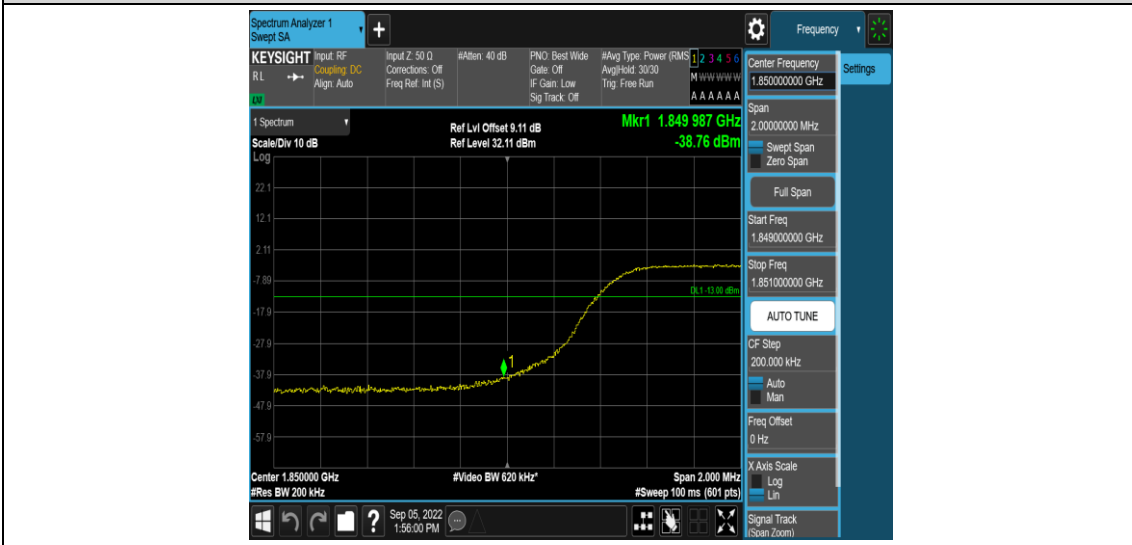 Spectrum Analyzer 1
Swept SA
+
Frequency
KEYSIGHT
RL
LXI
Input: RF
Coupling: DC
Align: Auto
Input Z: 50 Ω
Corrections: Off
Freq Ref: Int (S)
#Atten: 40 dB
PNO: Best Wide
Gate: Off
IF Gain: Low
Sig Track: Off
#Avg Type: Power (RMS
Avg|Hold: 30/30
Trig: Free Run
1 2 3 4 5 6
M W W W W W
A A A A A A
1 Spectrum
Scale/Div 10 dB
Log
Ref Lvl Offset 9.11 dB
Ref Level 32.11 dBm
Mkr1 1.849 987 GHz
-38.76 dBm
22.1
12.1
2.11
-7.89
-17.9
-27.9
-37.9
-47.9
-57.9
DL1 -13.00 dBm
1
Center 1.850000 GHz
#Res BW 200 kHz
#Video BW 620 kHz*
Span 2.000 MHz
#Sweep 100 ms (601 pts)
Center Frequency
1.850000000 GHz
Settings
Span
2.00000000 MHz
Swept Span
Zero Span
Full Span
Start Freq
1.849000000 GHz
Stop Freq
1.851000000 GHz
AUTO TUNE
CF Step
200.000 kHz
Auto
Man
Freq Offset
0 Hz
X Axis Scale
Log
Lin
Signal Track
(Span Zoom)
?
Sep 05, 2022
1:56:00 PM